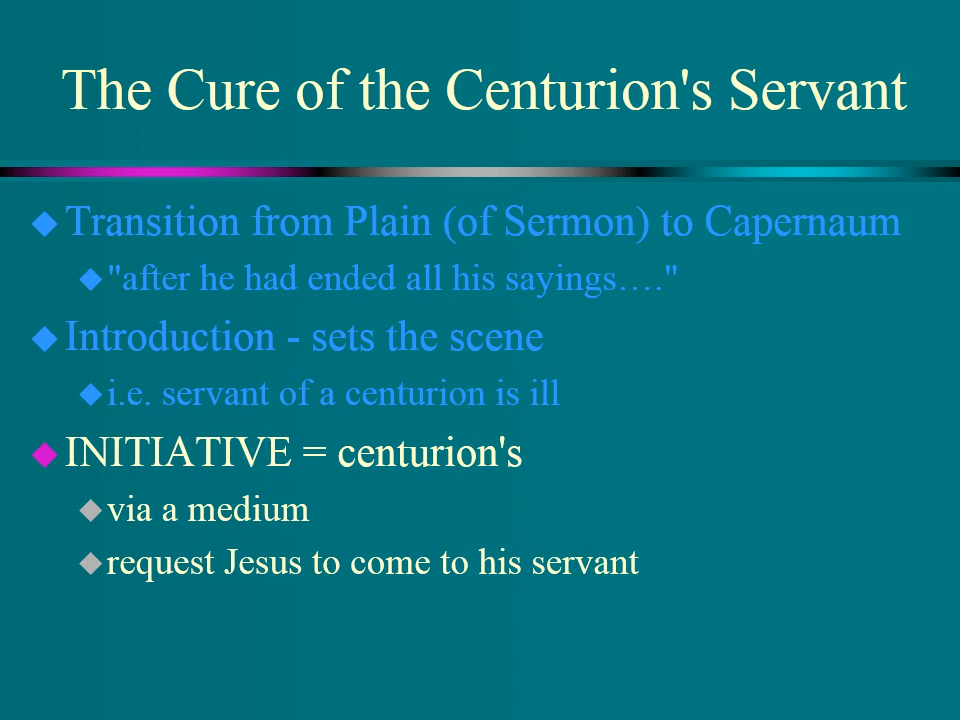 The Cure of the Centurion's Servant
Transition from Plain (of Sermon) to Capernaum
"after he had ended all his sayings…."
Introduction - sets the scene
i.e. servant of a centurion is ill
INITIATIVE = centurion's
via a medium
request Jesus to come to his servant